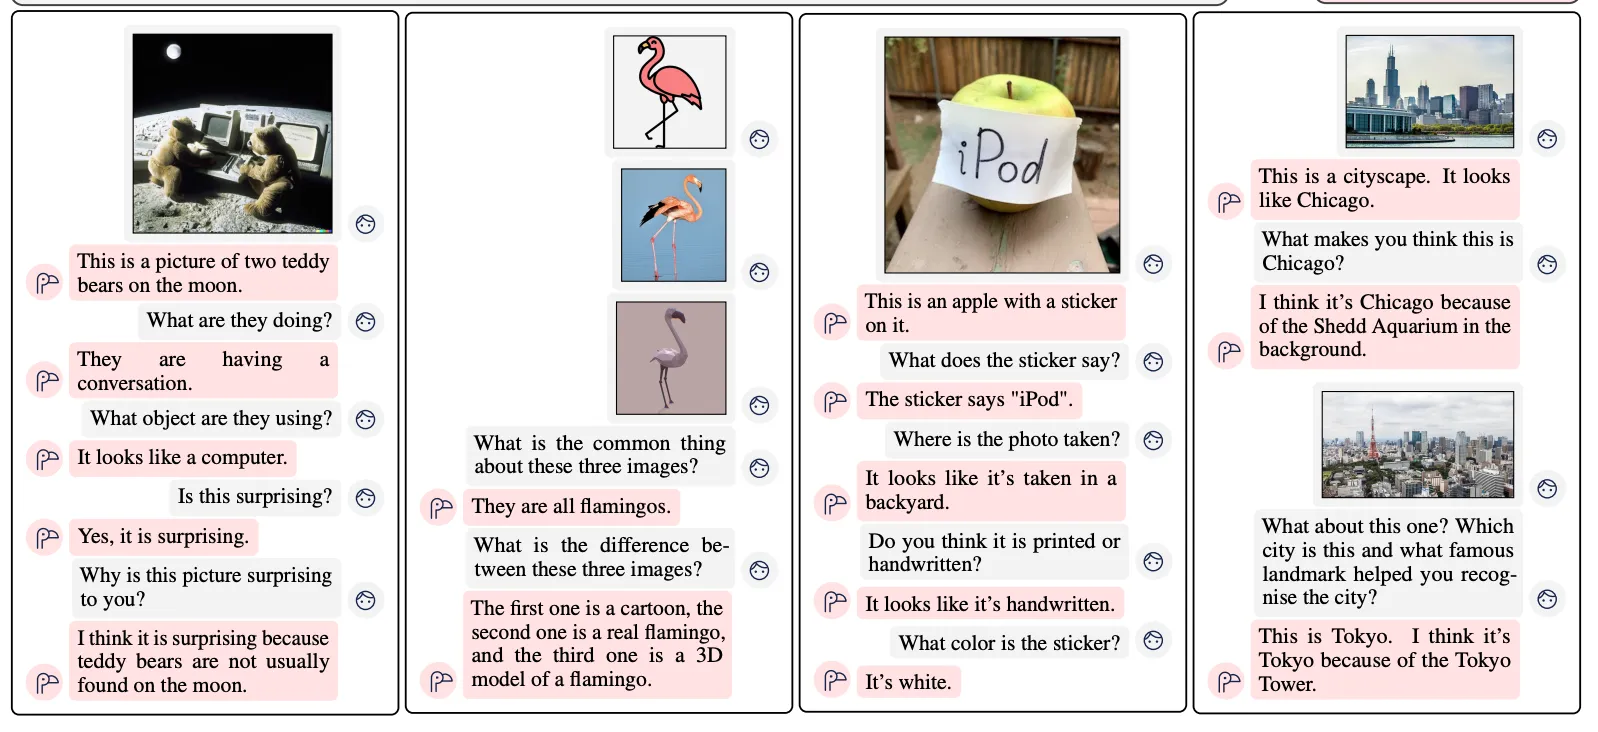 This is a picture of two teddy
bears on the moon.
What are they doing?
They are having a
conversation.
What object are they using?
It looks like a computer.
Is this surprising?
Yes, it is surprising.
Why is this picture surprising
to you?
I think it is surprising because
teddy bears are not usually
found on the moon.
What is the common thing
about these three images?
They are all flamingos.
What is the difference be-
tween these three images?
The first one is a cartoon, the
second one is a real flamingo,
and the third one is a 3D
model of a flamingo.
iPod
This is an apple with a sticker
on it.
What does the sticker say?
The sticker says "iPod".
Where is the photo taken?
It looks like it's taken in a
backyard.
Do you think it is printed or
handwritten?
It looks like it's handwritten.
What color is the sticker?
It's white.
This is a cityscape. It looks
like Chicago.
What makes you think this is
Chicago?
I think it's Chicago because
of the Shedd Aquarium in the
background.
What about this one? Which
city is this and what famous
landmark helped you recog-
nise the city?
This is Tokyo. I think it's
Tokyo because of the Tokyo
Tower.